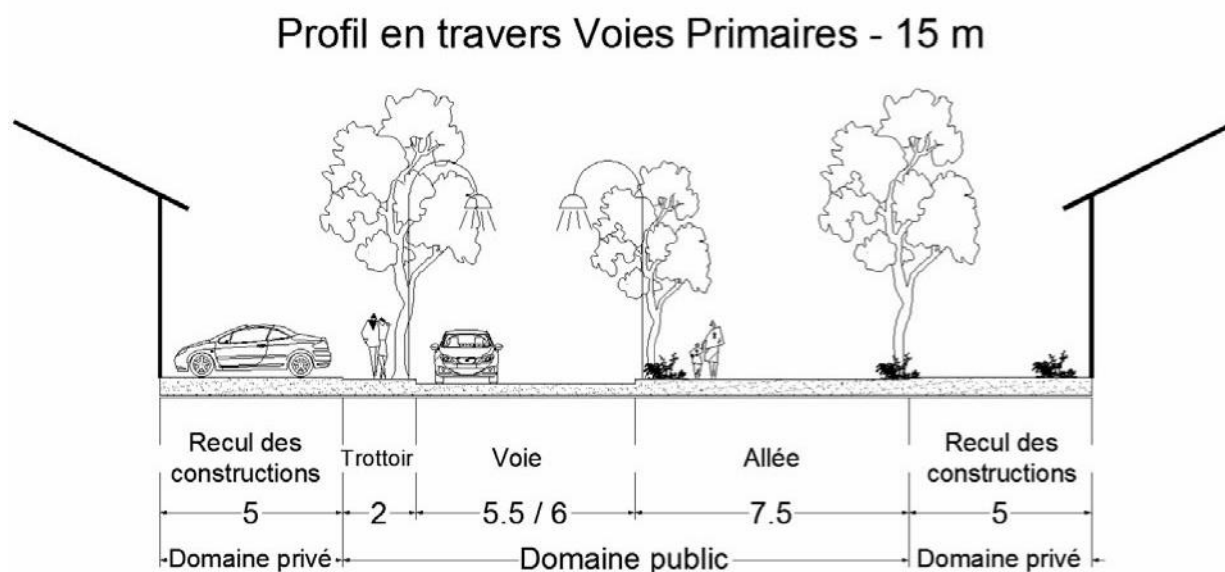 Profil en travers Voies Primaires - 15 m
Recul des
constructions
Trottoir
Voie
Allée
Recul des
constructions
5
2
5.5 / 6
7.5
5
Domaine privé
Domaine public
Domaine privé